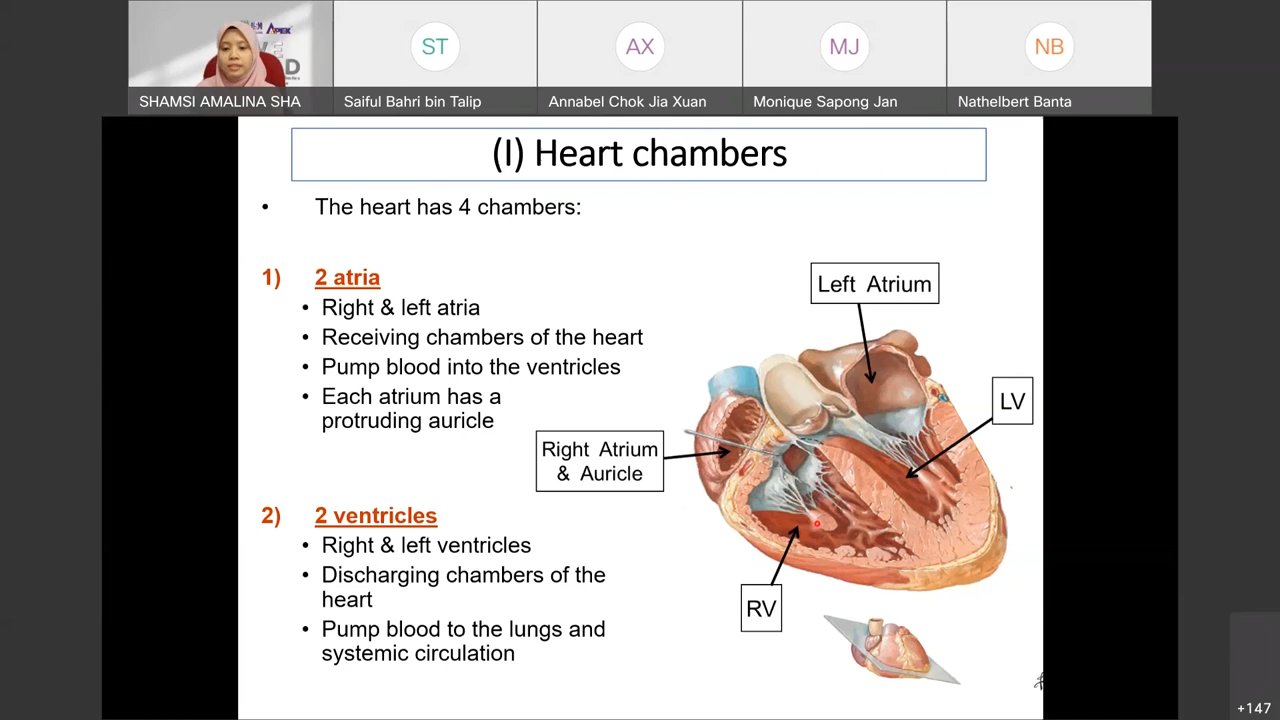 APEK
SHAMSI AMALINA SHA
ST
Saiful Bahri bin Talip
AX
Annabel Chok Jia Xuan
MJ
Monique Sapong Jan
NB
Nathelbert Banta
(I) Heart chambers
• The heart has 4 chambers:
1) 2 atria
• Right & left atria
• Receiving chambers of the heart
• Pump blood into the ventricles
• Each atrium has a
protruding auricle
2) 2 ventricles
• Right & left ventricles
• Discharging chambers of the
heart
• Pump blood to the lungs and
systemic circulation
Left Atrium
LV
Right Atrium
& Auricle
RV
+147